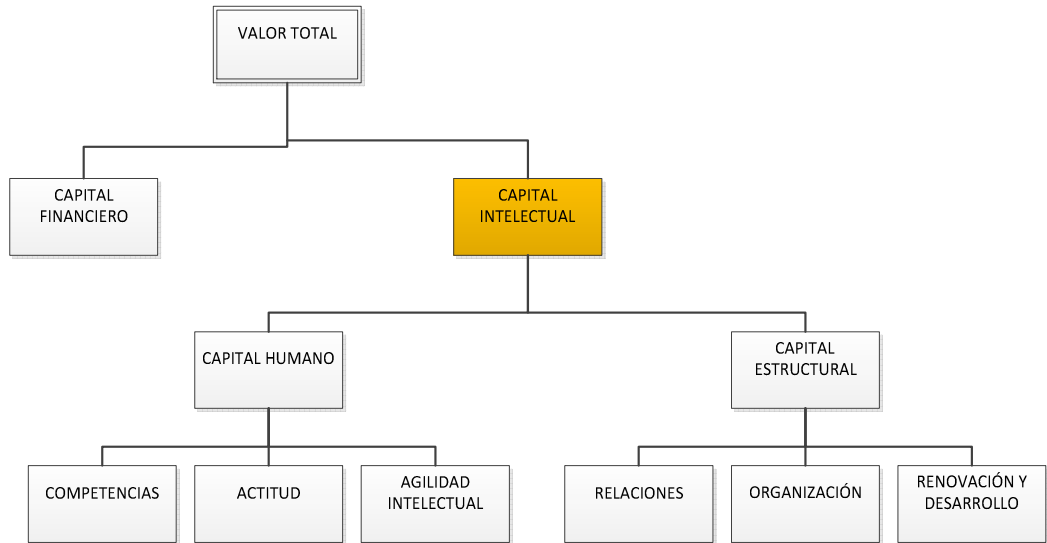 VALOR TOTAL
CAPITAL
FINANCIERO
CAPITAL
INTELECTUAL
CAPITAL HUMANO
CAPITAL
ESTRUCTURAL
COMPETENCIAS
ACTITUD
AGILIDAD
INTELECTUAL
RELACIONES
ORGANIZACIÓN
RENOVACIÓN Y
DESARROLLO